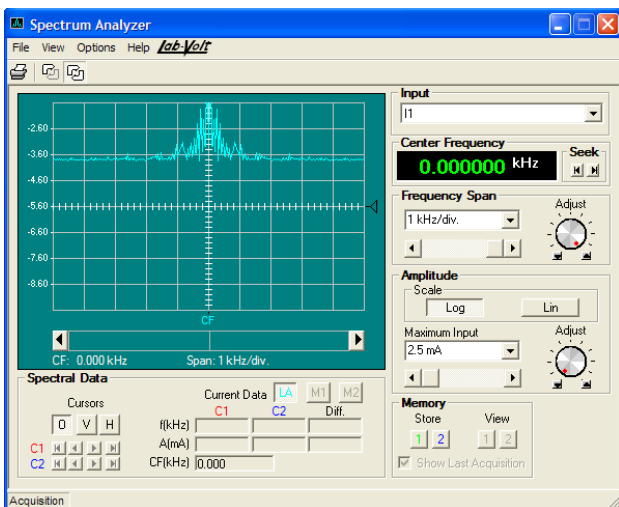 Spectrum Analyzer
File View Options Help Lab-Volt
-2.60
-3.60
-4.60
-5.60
-6.60
-7.60
-8.60
CF
CF: 0.000 kHz Span: 1 kHz/div.
Input
I1
Center Frequency
0.000000 kHz
Seek
Frequency Span
1 kHz/div.
Adjust
Amplitude
Scale
Log Lin
Maximum Input
2.5 mA
Adjust
Spectral Data
Cursors
O V H
C1
C2
Current Data LA M1 M2
C1 C2 Diff.
f(kHz)
A(mA)
CF(kHz) 0.000
Memory
Store View
1 2 1 2
Show Last Acquisition
Acquisition